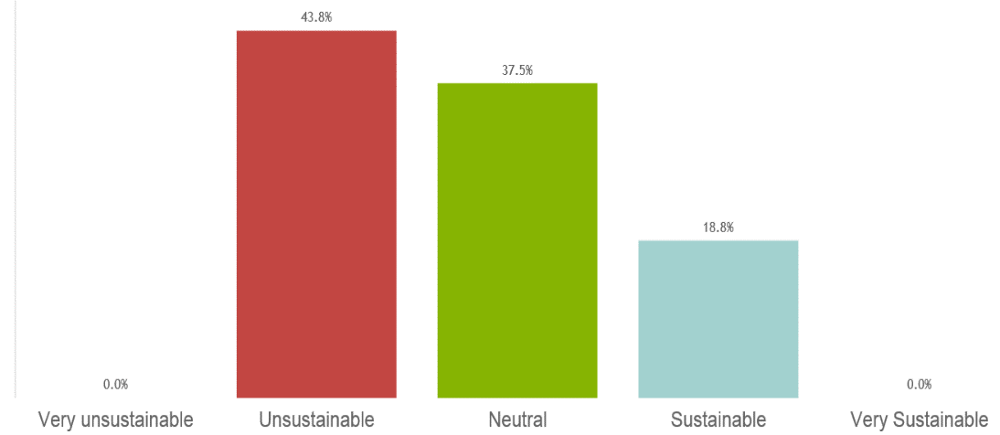 43.8%
37.5%
18.8%
0.0%
0.0%
Very unsustainable
Unsustainable
Neutral
Sustainable
Very Sustainable